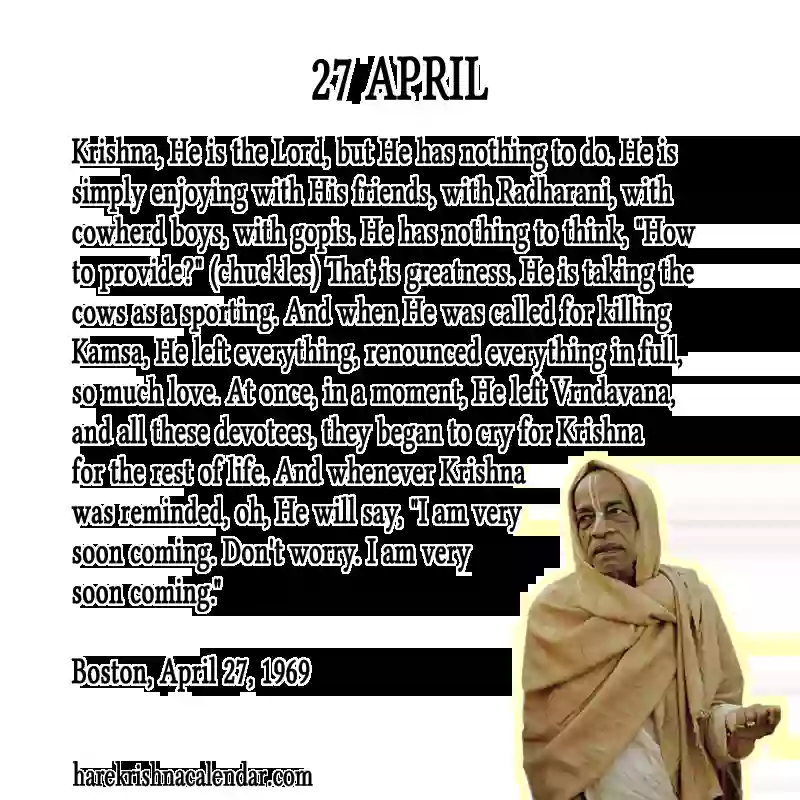 27 APRIL
Krishna, He is the Lord, but He has nothing to do. He is
simply enjoying with His friends, with Radharani, with
cowherd boys, with gopis. He has nothing to think, "How
to provide?" (chuckles) That is greatness. He is taking the
cows as a sporting. And when He was called for killing
Kamsa, He left everything, renounced everything in full,
so much love. At once, in a moment, He left Vrndavana,
and all these devotees, they began to cry for Krishna
for the rest of life. And whenever Krishna
was reminded, oh, He will say, "I am very
soon coming. Don't worry. I am very
soon coming."
Boston, April 27, 1969
harekrishnacalendar.com